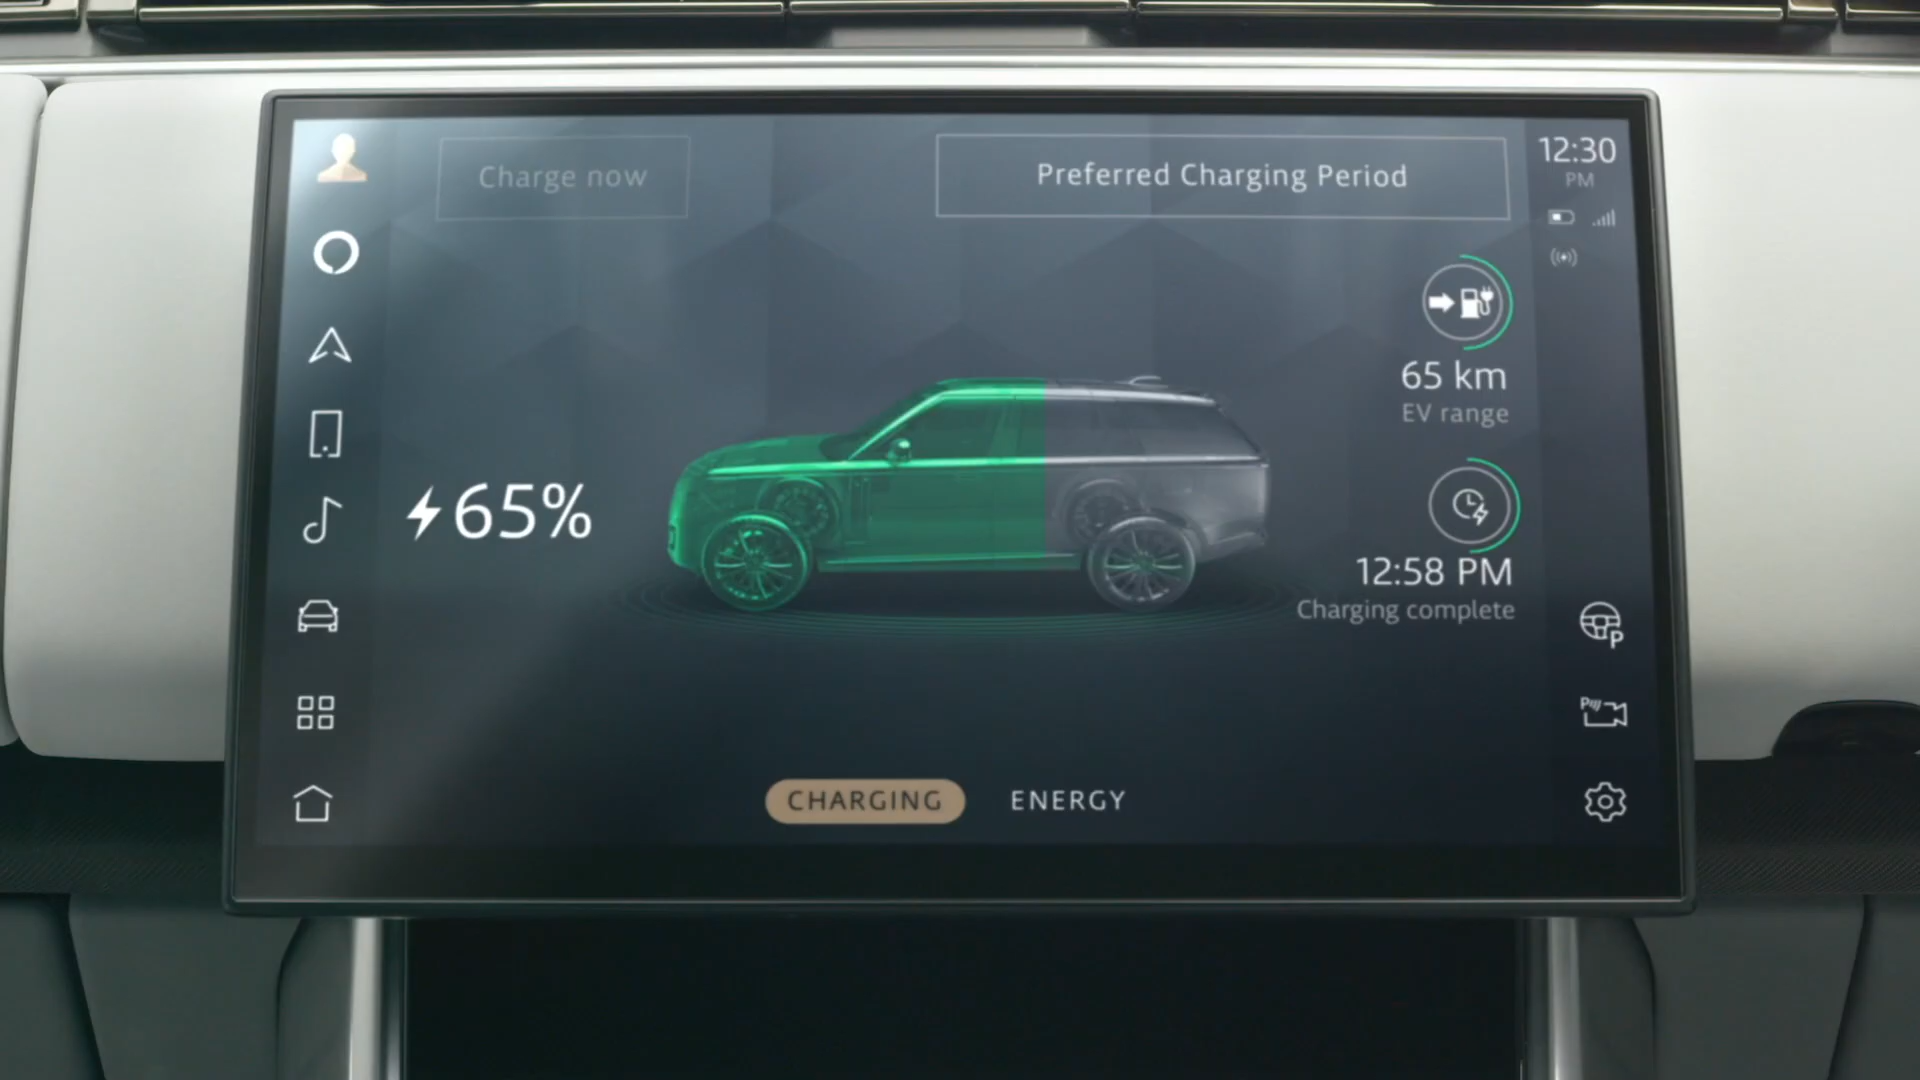 Charge now
Preferred Charging Period
12:30
PM
65 km
EV range
65%
12:58 PM
Charging complete
P
P
CHARGING
ENERGY